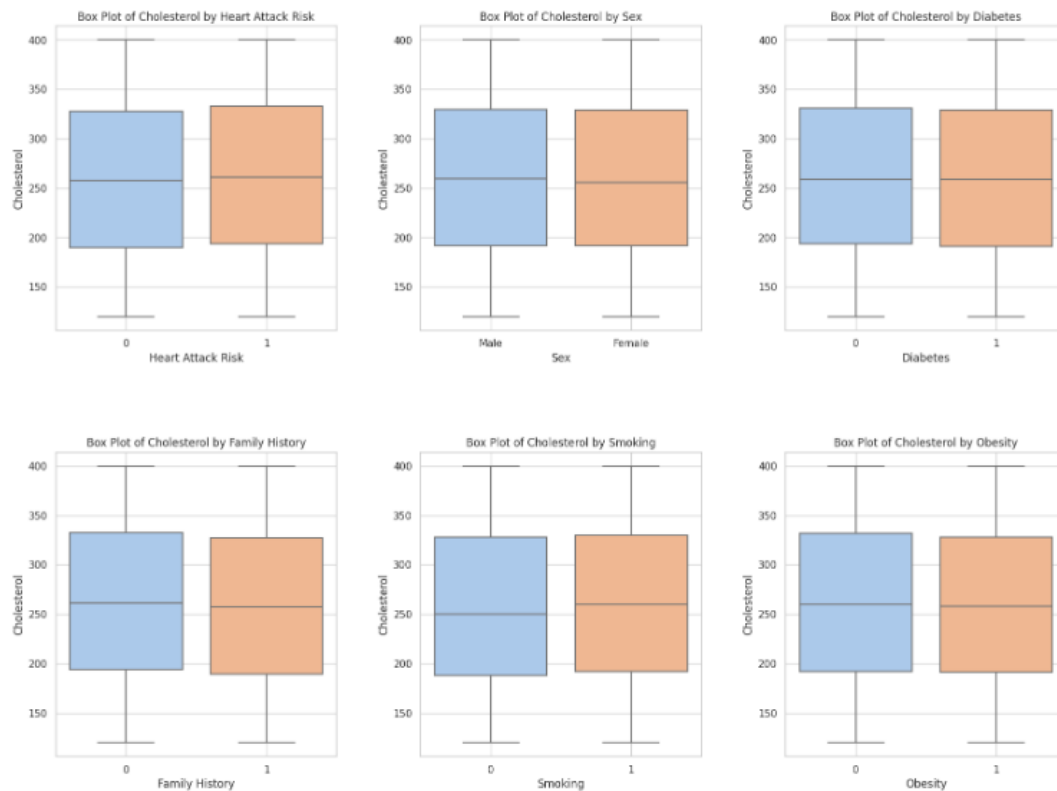 Box Plot of Cholesterol by Heart Attack Risk
400
350
300
250
200
150
Cholesterol
0
1
Heart Attack Risk
Box Plot of Cholesterol by Sex
400
350
300
250
200
150
Cholesterol
Male
Female
Sex
Box Plot of Cholesterol by Diabetes
400
350
300
250
200
150
Cholesterol
0
1
Diabetes
Box Plot of Cholesterol by Family History
400
350
300
250
200
150
Cholesterol
0
1
Family History
Box Plot of Cholesterol by Smoking
400
350
300
250
200
150
Cholesterol
0
1
Smoking
Box Plot of Cholesterol by Obesity
400
350
300
250
200
150
Cholesterol
0
1
Obesity